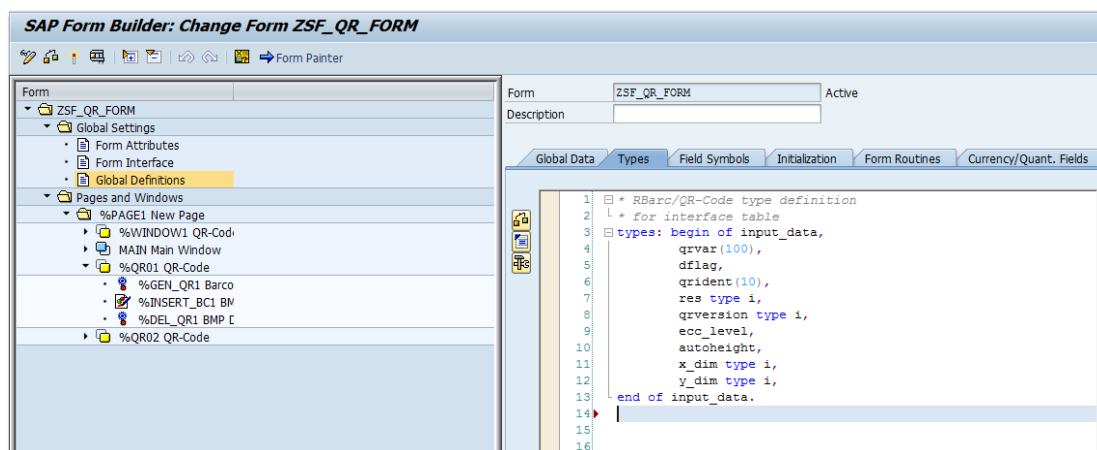 SAP Form Builder: Change Form ZSF_QR_FORM
Form Painter
Form
ZSF_QR_FORM
Global Settings
Form Attributes
Form Interface
Global Definitions
Pages and Windows
%PAGE1 New Page
%WINDOW1 QR-Cod
MAIN Main Window
%QR01 QR-Code
%GEN_QR1 Barco
%INSERT_BC1 BM
%DEL_QR1 BMP D
%QR02 QR-Code
Form ZSF_QR_FORM Active
Description
Global Data Types Field Symbols Initialization Form Routines Currency/Quant. Fields
1 * RBarc/QR-Code type definition
2 * for interface table
3 types: begin of input_data,
4 qrvar(100),
5 dflag,
6 qrident(10),
7 res type i,
8 qrversion type i,
9 ecc_level,
10 autoheight,
11 x_dim type i,
12 y_dim type i,
13 end of input_data.
14
15
16